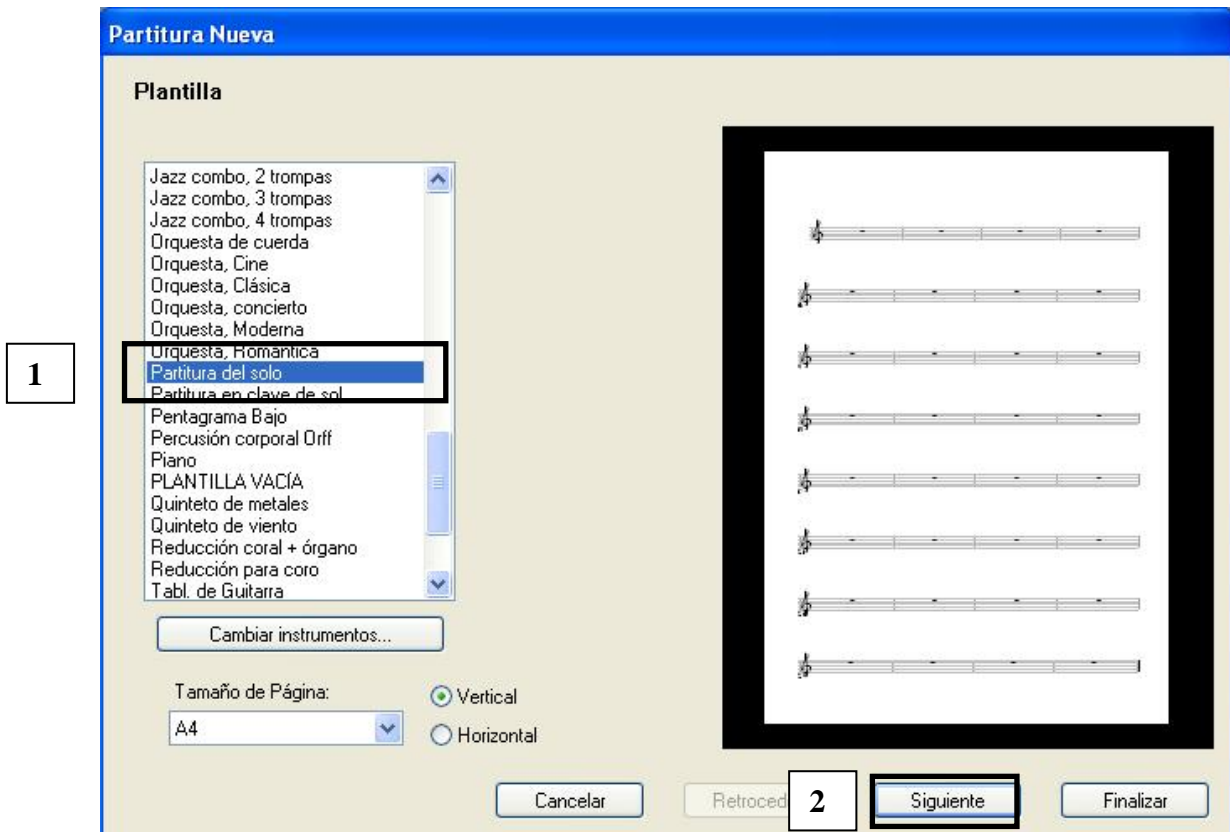 Partitura Nueva
Plantilla
Jazz combo, 2 trompas
Jazz combo, 3 trompas
Jazz combo, 4 trompas
Orquesta de cuerda
Orquesta, Cine
Orquesta, Clásica
Orquesta, concierto
Orquesta, Moderna
Orquesta, Romántica
1
Partitura del solo
Partitura en clave de sol
Pentagrama Bajo
Percusión corporal Orff
Piano
PLANTILLA VACÍA
Quinteto de metales
Quinteto de viento
Reducción coral + órgano
Reducción para coro
Tabl. de Guitarra
Cambiar instrumentos...
Tamaño de Página:
Vertical
A4
Horizontal
Cancelar
Retroced
2
Siguiente
Finalizar